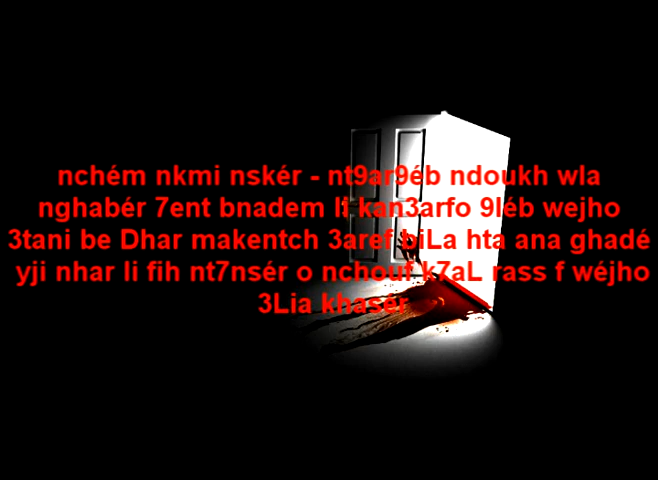 nchém nkmi nskér - nt9ar9éb ndoukh wla
nghabér 7ent bnadem li kan3arfo 9léb wejho
3tani be Dhar makentch 3aref biLa hta ana ghadé
yji nhar li fih nt7nsér o nchouf k7aL rass f wéjho
3Lia khasér